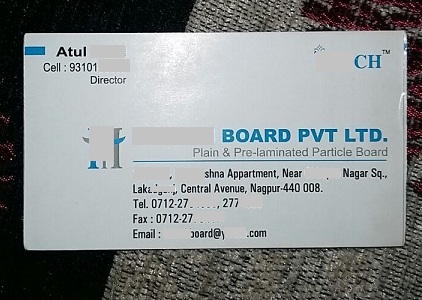 Atul
Cell : 93101
Director
CH™
BOARD PVT LTD.
Plain & Pre-laminated Particle Board
shna Appartment, Near Nagar Sq.,
Central Avenue, Nagpur-440 008.
Tel. 0712-27 , 277
Fax : 0712-27
Email : board@y .com